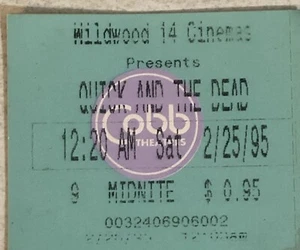 Wildwood 14 Cinemas
Presents
QUICK AND THE DEAD
Cobb
THEATRES
12:20 AM Sat 2/25/95
9 MIDNITE $ 0.95
0032406906002